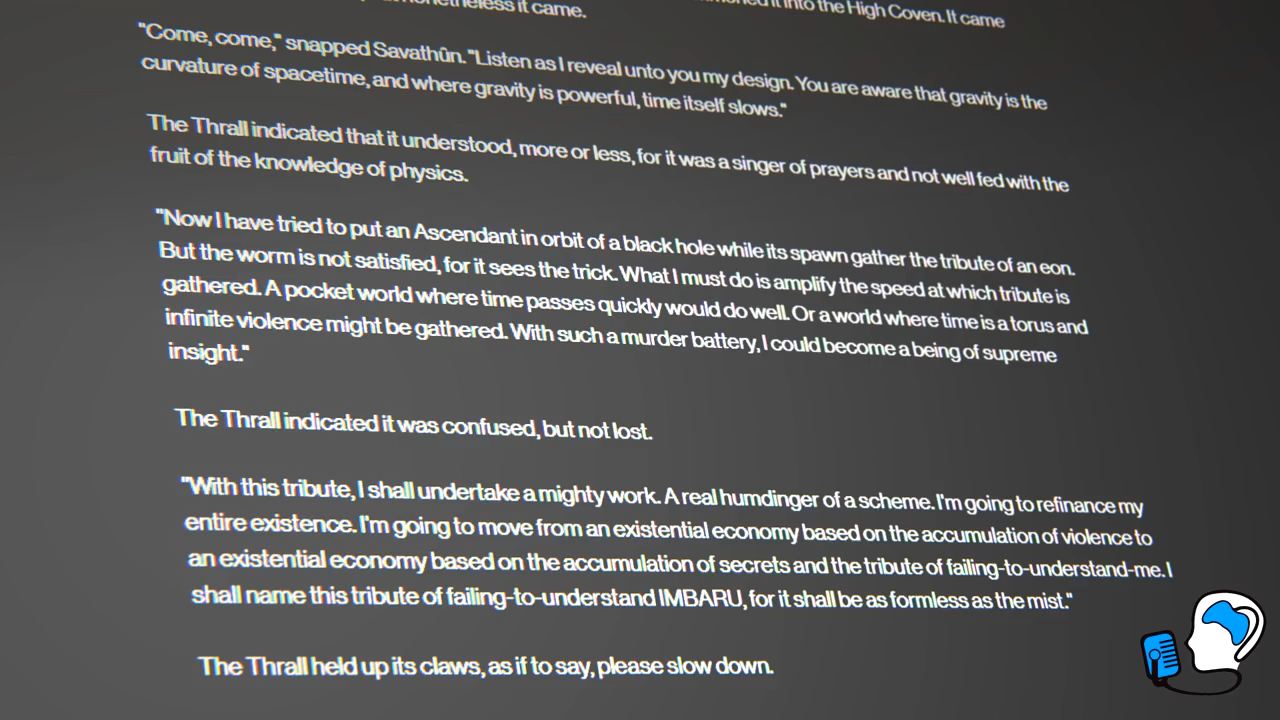 nonetheless it came.
it into the High Coven. It came
"Come, come," snapped Savathûn. "Listen as I reveal unto you my design. You are aware that gravity is the
curvature of spacetime, and where gravity is powerful, time itself slows."
The Thrall indicated that it understood, more or less, for it was a singer of prayers and not well fed with the
fruit of the knowledge of physics.
"Now I have tried to put an Ascendant in orbit of a black hole while its spawn gather the tribute of an eon.
But the worm is not satisfied, for it sees the trick. What I must do is amplify the speed at which tribute is
gathered. A pocket world where time passes quickly would do well. Or a world where time is a torus and
infinite violence might be gathered. With such a murder battery, I could become a being of supreme
insight."
The Thrall indicated it was confused, but not lost.
"With this tribute, I shall undertake a mighty work. A real humdinger of a scheme. I'm going to refinance my
entire existence. I'm going to move from an existential economy based on the accumulation of violence to
an existential economy based on the accumulation of secrets and the tribute of failing-to-understand-me. I
shall name this tribute of failing-to-understand IMBARU, for it shall be as formless as the mist."
The Thrall held up its claws, as if to say, please slow down.